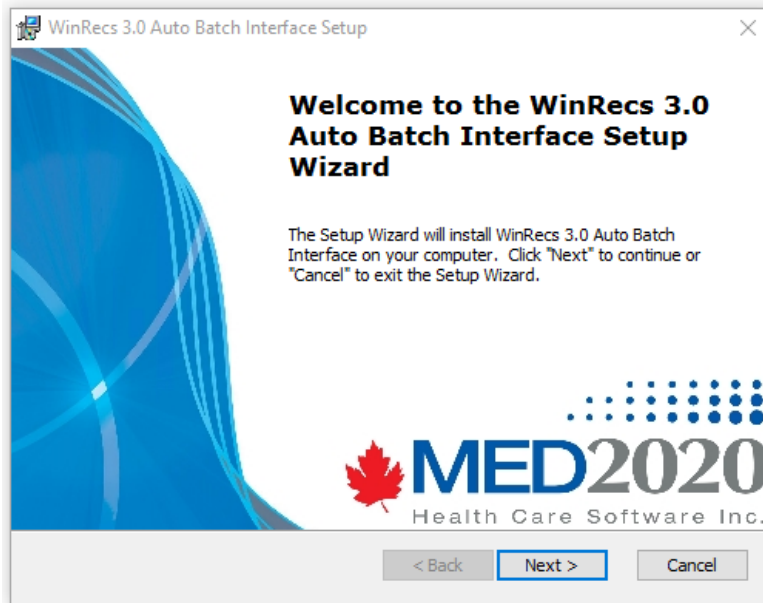 WinRecs 3.0 Auto Batch Interface Setup
Welcome to the WinRecs 3.0
Auto Batch Interface Setup
Wizard
The Setup Wizard will install WinRecs 3.0 Auto Batch
Interface on your computer. Click "Next" to continue or
"Cancel" to exit the Setup Wizard.
MED2020
Health Care Software Inc.
< Back Next > Cancel